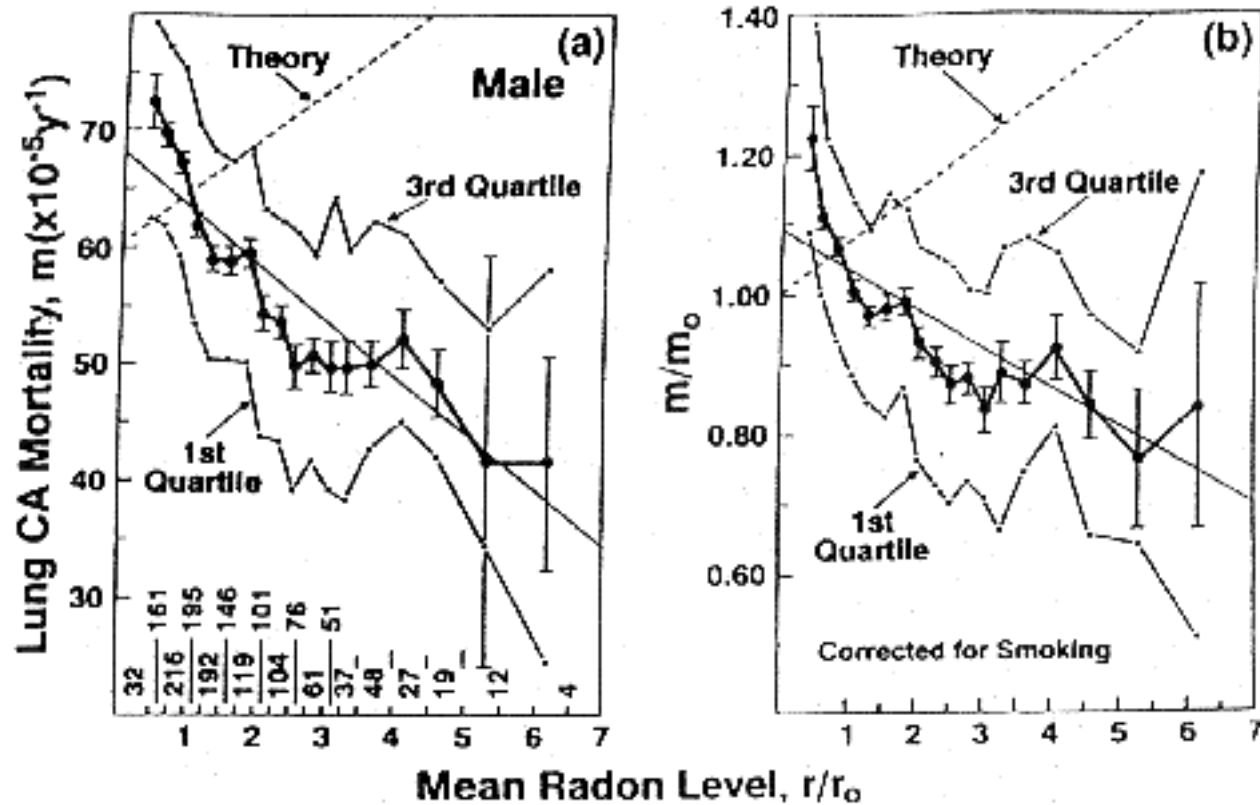 (a)
Theory
Male
3rd Quartile
1st
Quartile
Lung CA Mortality, m(x10⁻⁵y⁻¹)
70
60
50
40
30
32 161 216 195 192 146 119 101 104 76 61 51 37 48 27 19 12 4
1 2 3 4 5 6 7
(b)
Theory
3rd Quartile
1st
Quartile
Corrected for Smoking
m/mo
1.40
1.20
1.00
0.80
0.60
1 2 3 4 5 6 7
Mean Radon Level, r/ro